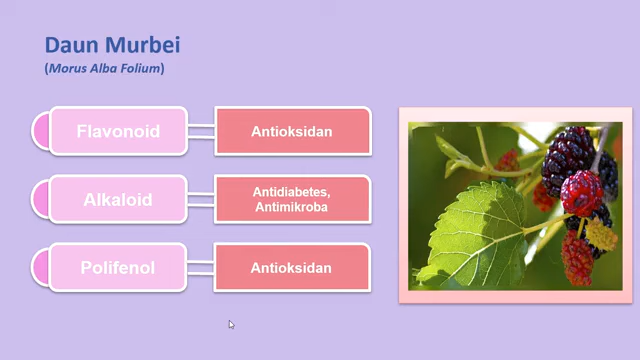 Daun Murbei
(Morus Alba Folium)
Flavonoid
Antioksidan
Alkaloid
Antidiabetes,
Antimikroba
Polifenol
Antioksidan